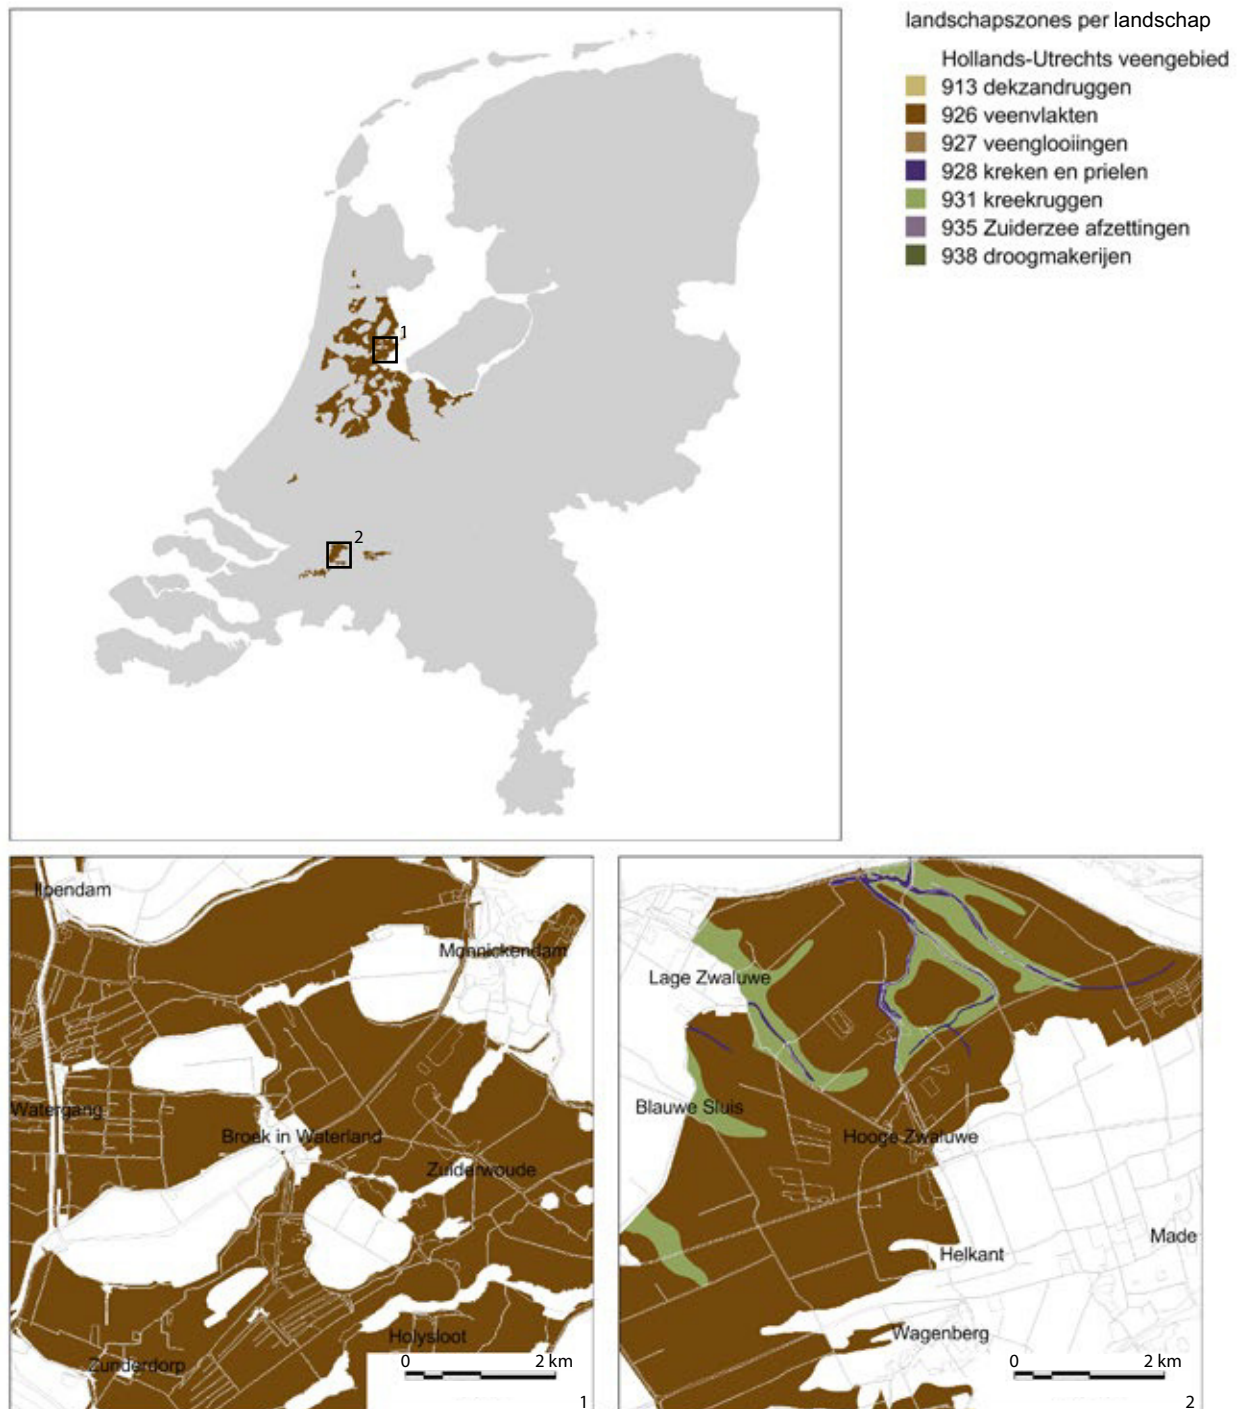 landschapszones per landschap
Hollands-Utrechts veengebied
913 dekzandruggen
926 veenvlakten
927 veenglooiingen
928 kreken en prielen
931 kreekruggen
935 Zuiderzee afzettingen
938 droogmakerijen
1
2
Ilpendam
Monnickendam
Watergang
Broek in Waterland
Zuiderwoude
Holysloot
Zunderdorp
0 2 km
1
Lage Zwaluwe
Blauwe Sluis
Hooge Zwaluwe
Made
Helkant
Wagenberg
0 2 km
2